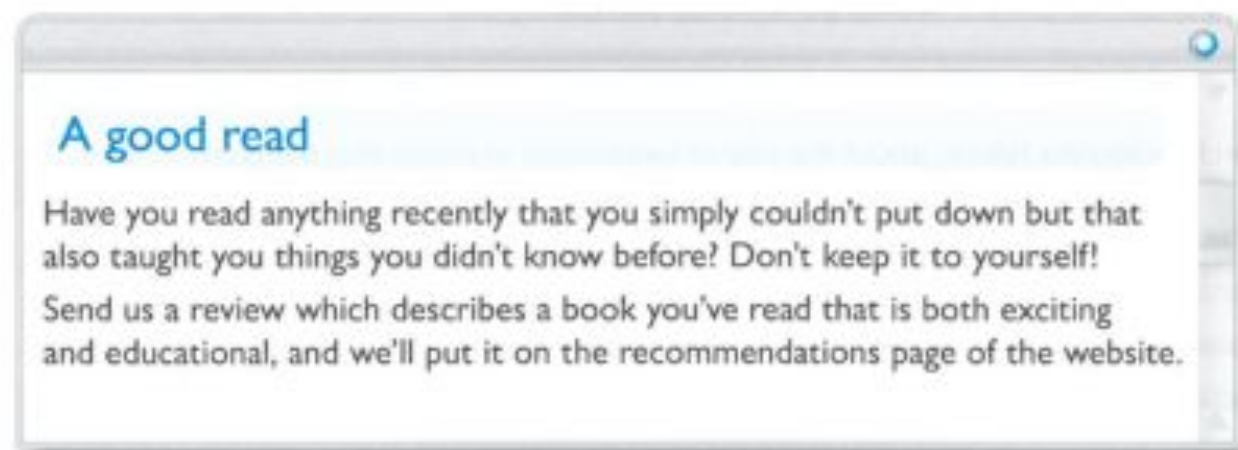 A good read
Have you read anything recently that you simply couldn't put down but that
also taught you things you didn't know before? Don't keep it to yourself!
Send us a review which describes a book you've read that is both exciting
and educational, and we'll put it on the recommendations page of the website.